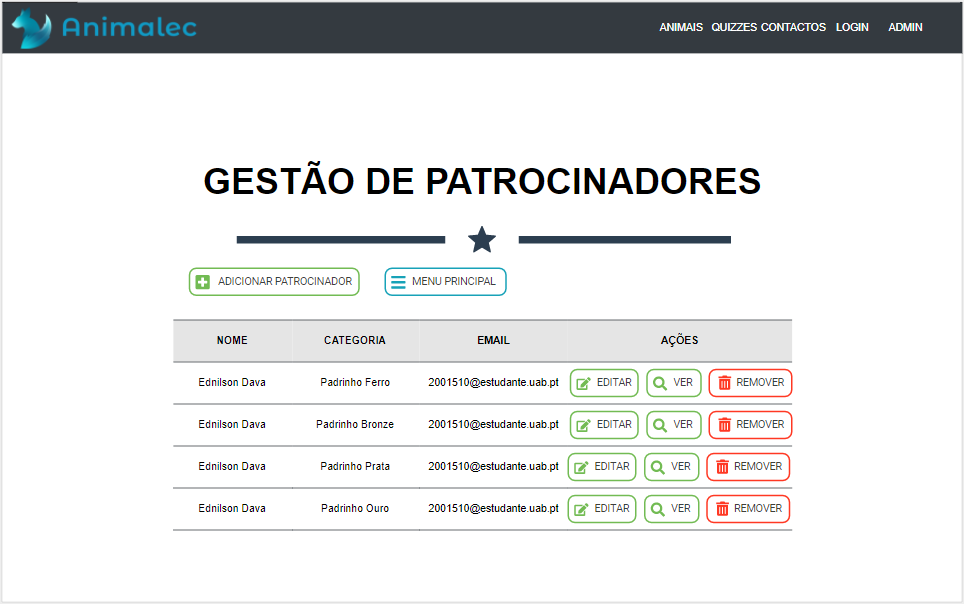 Animalec
ANIMAIS QUIZZES CONTACTOS LOGIN ADMIN
GESTÃO DE PATROCINADORES
ADICIONAR PATROCINADOR MENU PRINCIPAL
NOME CATEGORIA EMAIL AÇÕES
Ednilson Dava Padrinho Ferro 2001510@estudante.uab.pt EDITAR VER REMOVER
Ednilson Dava Padrinho Bronze 2001510@estudante.uab.pt EDITAR VER REMOVER
Ednilson Dava Padrinho Prata 2001510@estudante.uab.pt EDITAR VER REMOVER
Ednilson Dava Padrinho Ouro 2001510@estudante.uab.pt EDITAR VER REMOVER